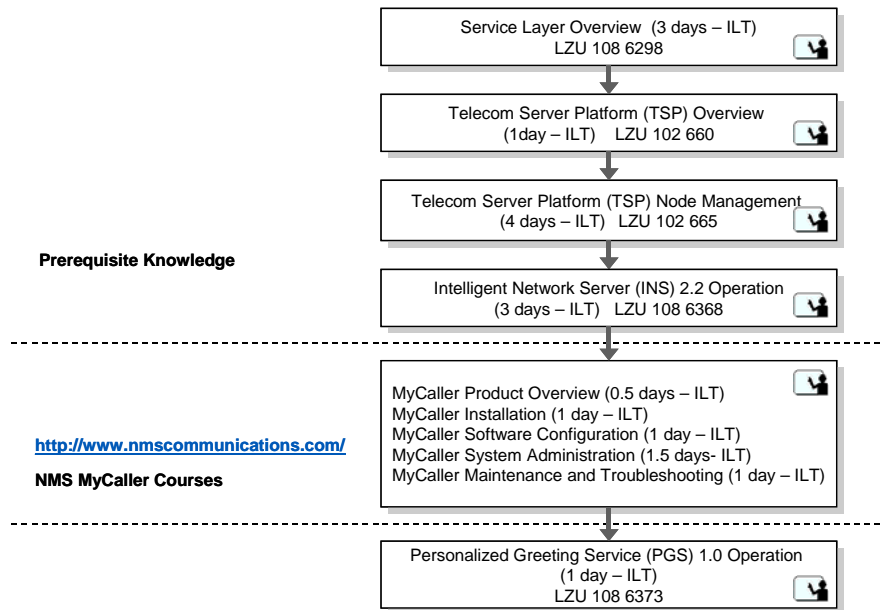 Service Layer Overview  (3 days – ILT)
LZU 108 6298
Telecom Server Platform (TSP) Overview
(1day – ILT)   LZU 102 660
Telecom Server Platform (TSP) Node Management
(4 days – ILT)  LZU 102 665
Prerequisite Knowledge
Intelligent Network Server (INS) 2.2 Operation
(3 days – ILT)   LZU 108 6368
MyCaller Product Overview (0.5 days – ILT)
MyCaller Installation (1 day – ILT)
MyCaller Software Configuration (1 day – ILT)
MyCaller System Administration (1.5 days- ILT)
MyCaller Maintenance and Troubleshooting (1 day – ILT)
http://www.nmscommunications.com/
NMS MyCaller Courses
Personalized Greeting Service (PGS) 1.0 Operation
(1 day – ILT)
LZU 108 6373